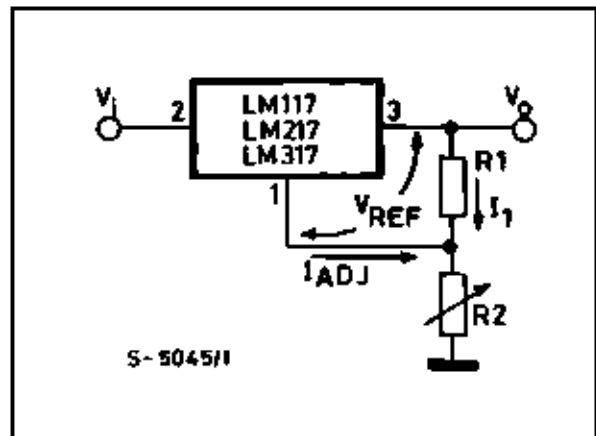 Vi
2
LM117
LM217
LM317
3
Vo
1
VREF
R1
I1
IADJ
R2
S-5045/1